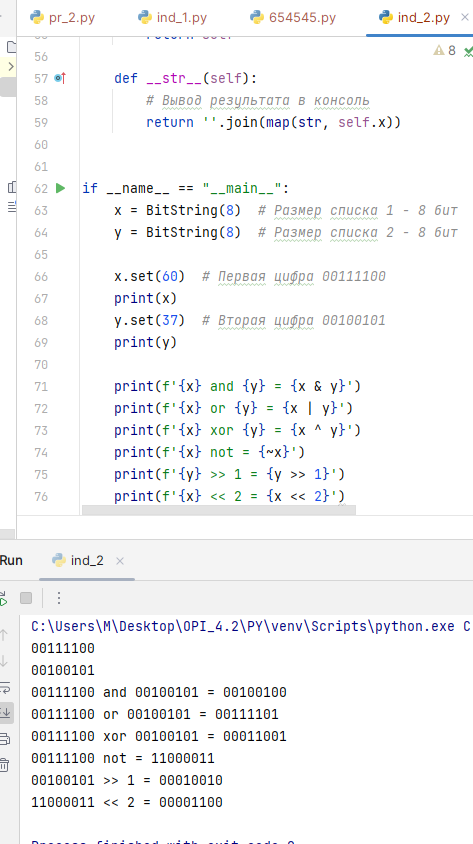 pr_2.py ind_1.py 654545.py ind_2.py
8
return self
56
57 def __str__(self):
58 # Вывод результата в консоль
59 return ''.join(map(str, self.x))
60
61
62 if __name__ == "__main__":
63 x = BitString(8)  # Размер списка 1 - 8 бит
64 y = BitString(8)  # Размер списка 2 - 8 бит
65
66 x.set(60)  # Первая цифра 00111100
67 print(x)
68 y.set(37)  # Вторая цифра 00100101
69 print(y)
70
71 print(f'{x} and {y} = {x & y}')
72 print(f'{x} or {y} = {x | y}')
73 print(f'{x} xor {y} = {x ^ y}')
74 print(f'{x} not = {~x}')
75 print(f'{y} >> 1 = {y >> 1}')
76 print(f'{x} << 2 = {x << 2}')
Run ind_2
C:\Users\M\Desktop\OPI_4.2\PY\venv\Scripts\python.exe C
00111100
00100101
00111100 and 00100101 = 00100100
00111100 or 00100101 = 00111101
00111100 xor 00100101 = 00011001
00111100 not = 11000011
00100101 >> 1 = 00010010
11000011 << 2 = 00001100
Process finished with exit code 0